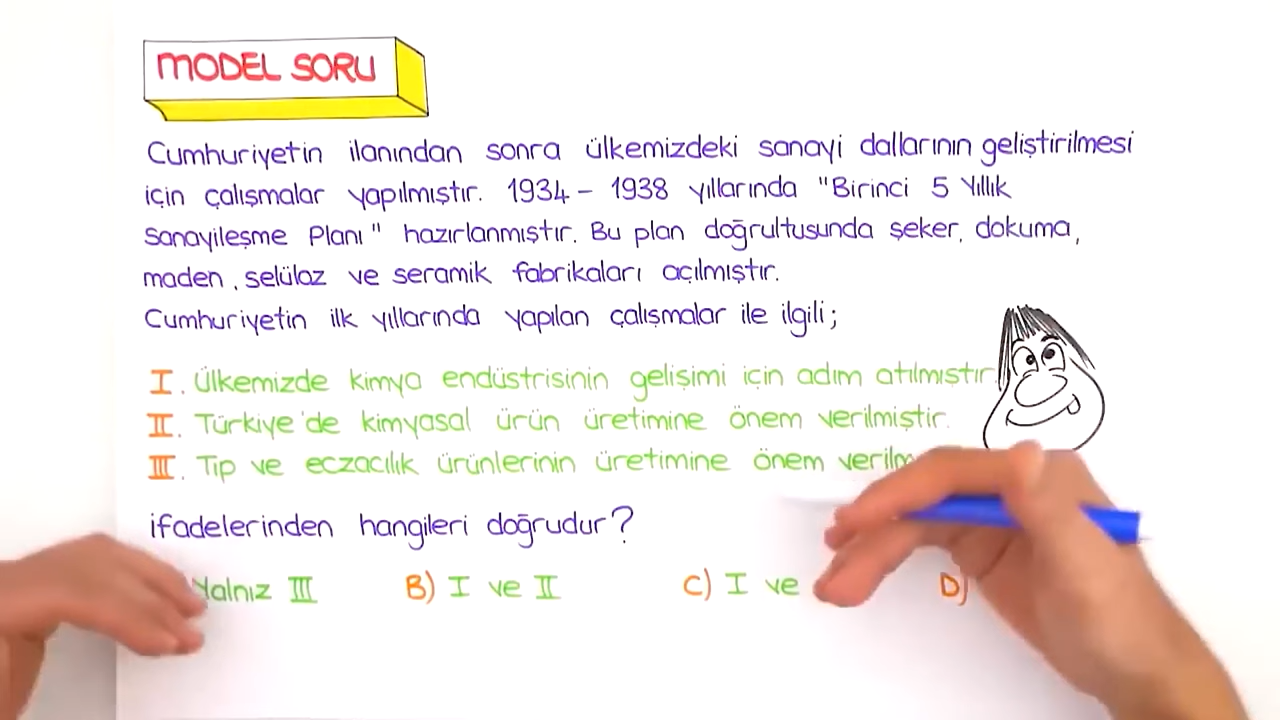 MODEL SORU
Cumhuriyetin ilanından sonra ülkemizdeki sanayi dallarının geliştirilmesi
için çalışmalar yapılmıştır. 1934 - 1938 yıllarında "Birinci 5 Yıllık
Sanayileşme Planı" hazırlanmıştır. Bu plan doğrultusunda şeker, dokuma,
maden, selüloz ve seramik fabrikaları açılmıştır.
Cumhuriyetin ilk yıllarında yapılan çalışmalar ile ilgili;
I. Ülkemizde kimya endüstrisinin gelişimi için adım atılmıştır
II. Türkiye'de kimyasal ürün üretimine önem verilmiştir.
III. Tıp ve eczacılık ürünlerinin üretimine önem
ifadelerinden hangileri doğrudur?
Yalnız III B) I ve II C) I ve D)